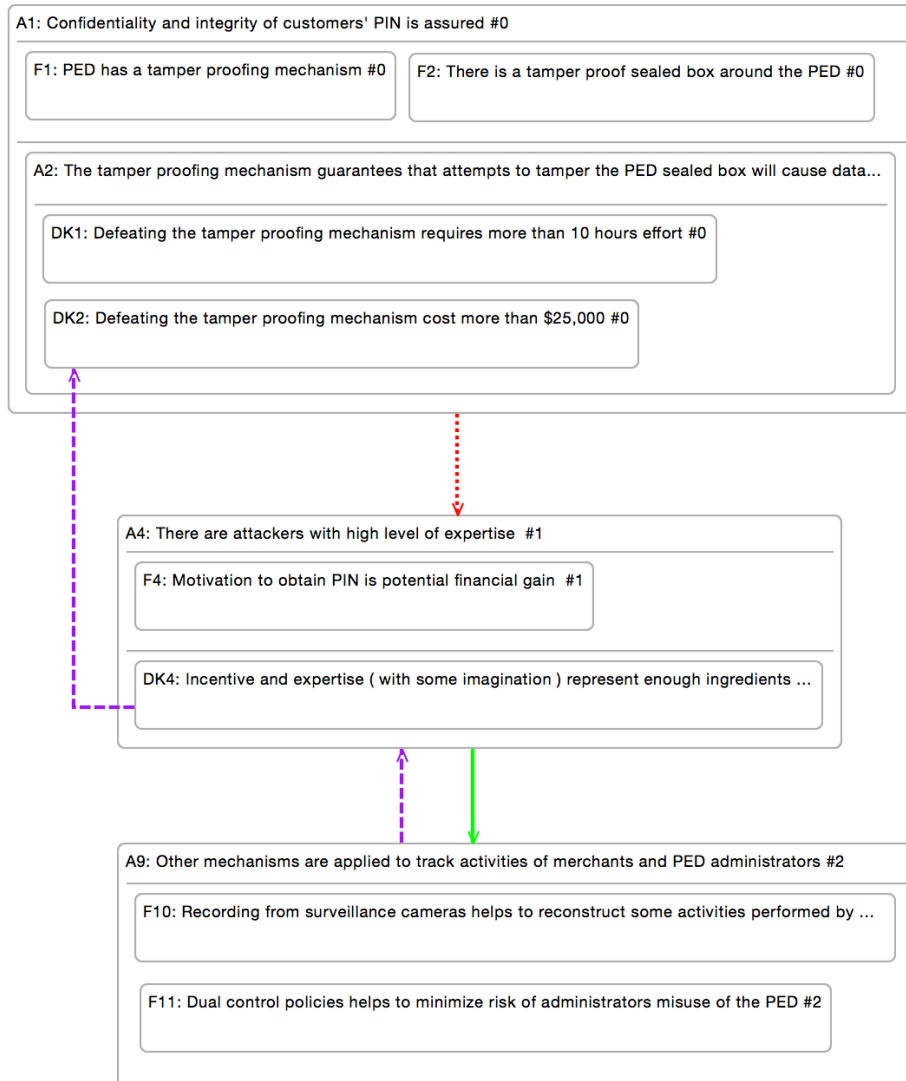 A1: Confidentiality and integrity of customers' PIN is assured #0
F1: PED has a tamper proofing mechanism #0
F2: There is a tamper proof sealed box around the PED #0
A2: The tamper proofing mechanism guarantees that attempts to tamper the PED sealed box will cause data...
DK1: Defeating the tamper proofing mechanism requires more than 10 hours effort #0
DK2: Defeating the tamper proofing mechanism cost more than $25,000 #0
A4: There are attackers with high level of expertise #1
F4: Motivation to obtain PIN is potential financial gain #1
DK4: Incentive and expertise ( with some imagination ) represent enough ingredients ...
A9: Other mechanisms are applied to track activities of merchants and PED administrators #2
F10: Recording from surveillance cameras helps to reconstruct some activities performed by ...
F11: Dual control policies helps to minimize risk of administrators misuse of the PED #2